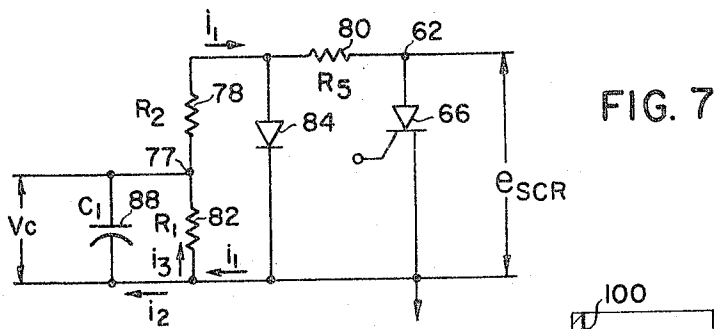 i₁
80
62
R₂
78
R₅
84
66
FIG. 7
77
Vc
C₁
88
R₁
82
eSCR
i₃
i₁
i₂
100